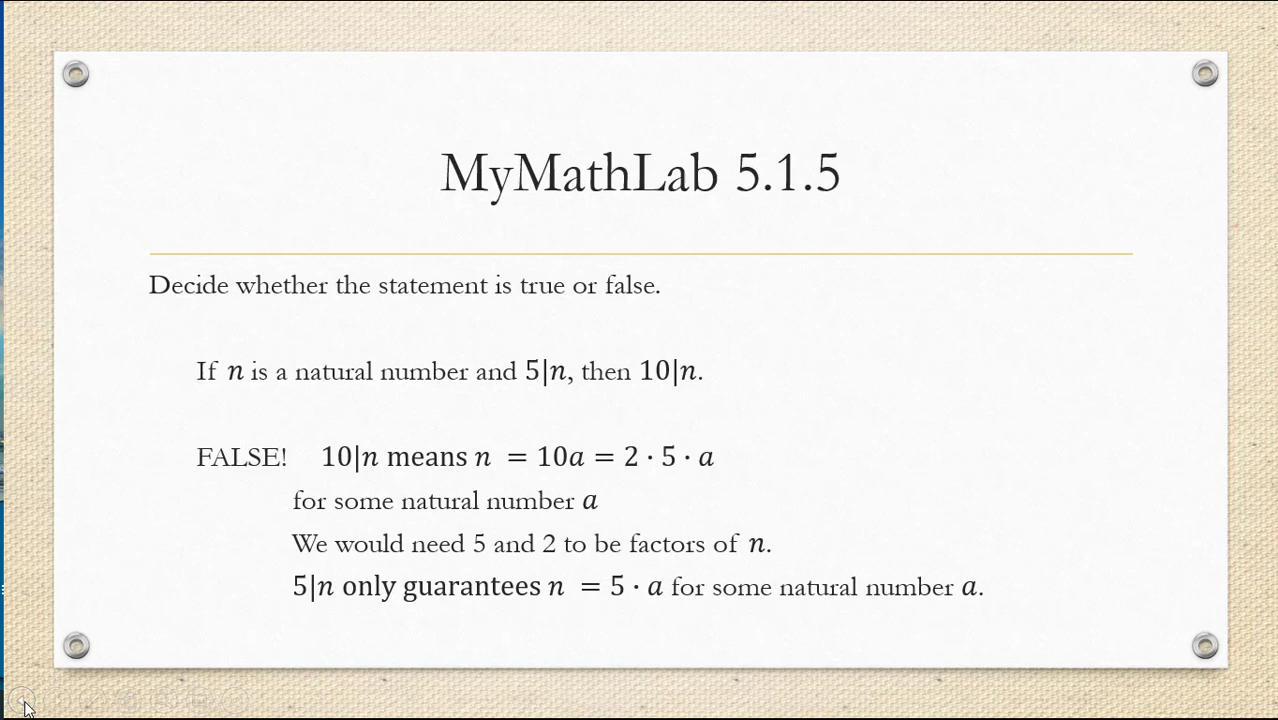 MyMathLab 5.1.5
Decide whether the statement is true or false.
If n is a natural number and 5|n, then 10|n.
FALSE! 10|n means n = 10a = 2 · 5 · a
for some natural number a
We would need 5 and 2 to be factors of n.
5|n only guarantees n = 5 · a for some natural number a.